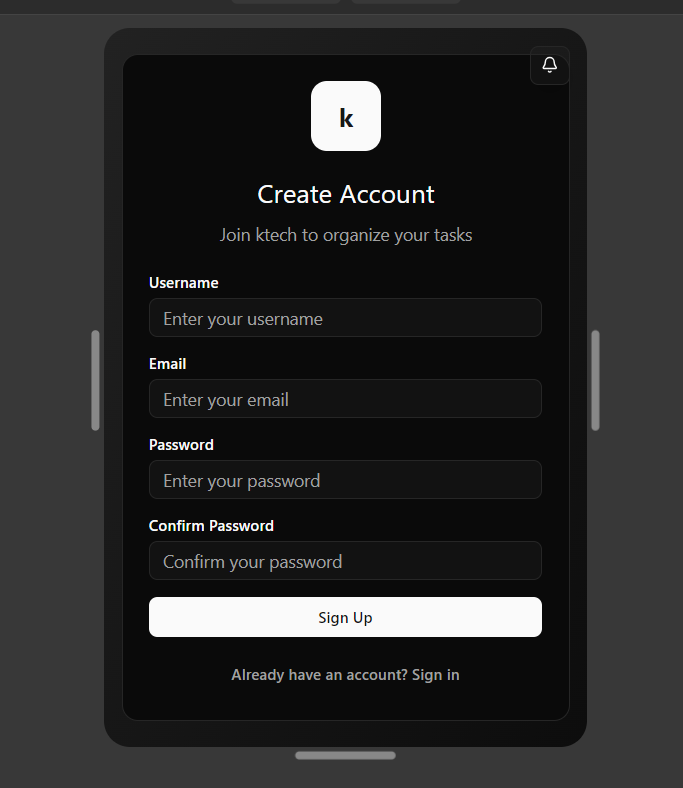 k
Create Account
Join ktech to organize your tasks
Username
Enter your username
Email
Enter your email
Password
Enter your password
Confirm Password
Confirm your password
Sign Up
Already have an account? Sign in